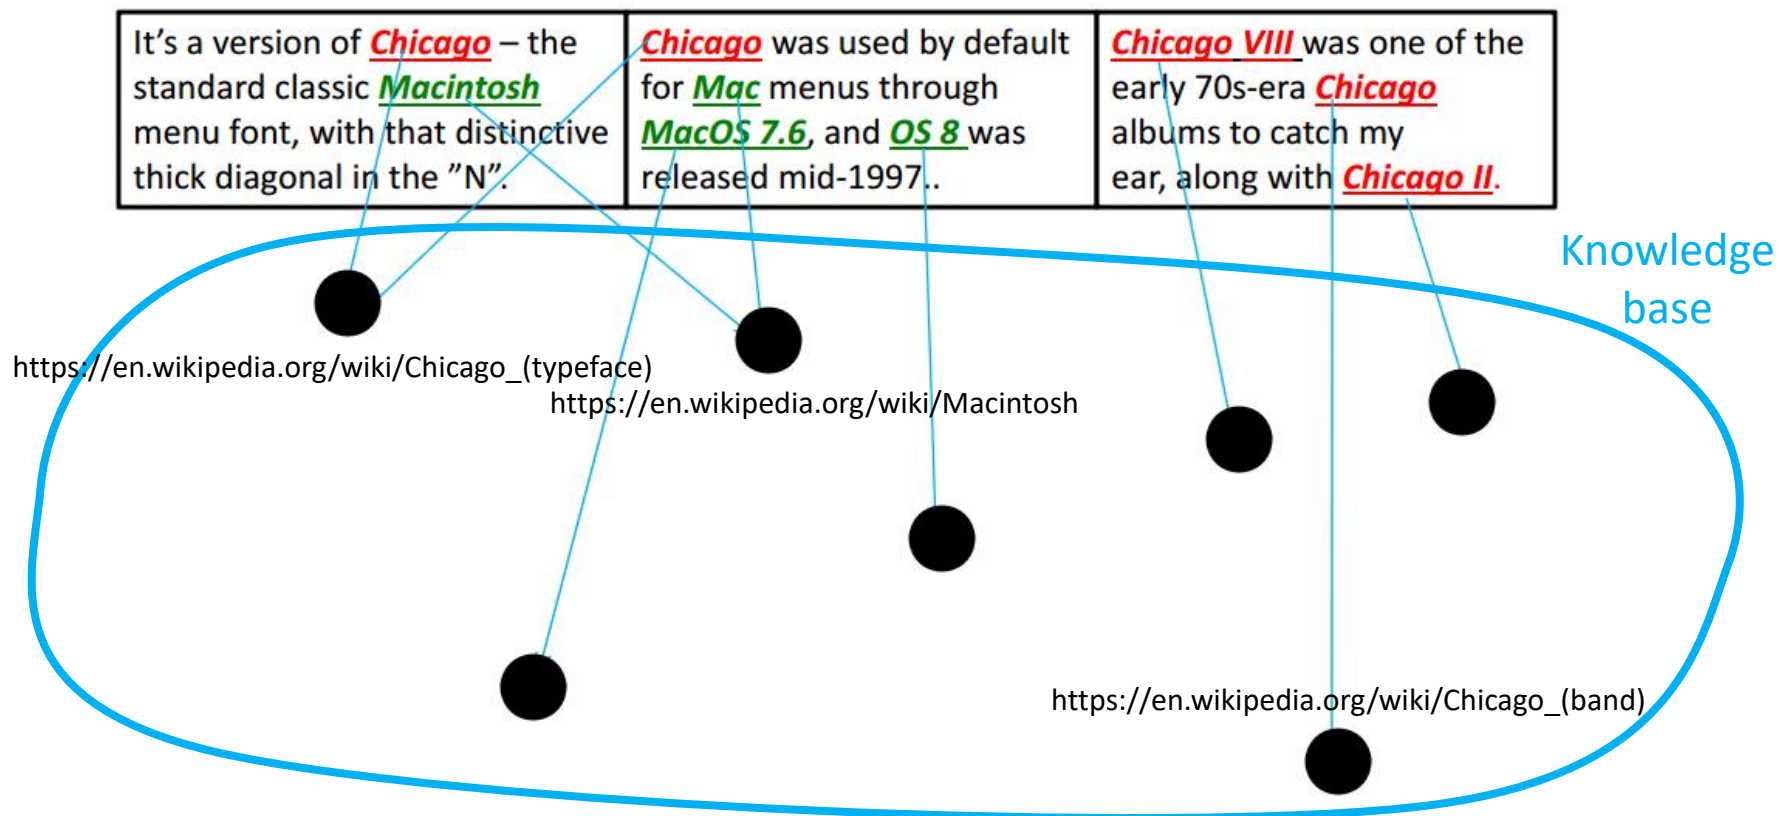 It’s a version of Chicago – the
standard classic Macintosh
menu font, with that distinctive
thick diagonal in the ”N”.
Chicago was used by default
for Mac menus through
MacOS 7.6, and OS 8 was
released mid-1997..
Chicago VIII was one of the
early 70s-era Chicago
albums to catch my
ear, along with Chicago II.
Knowledge
base
https://en.wikipedia.org/wiki/Chicago_(typeface)
https://en.wikipedia.org/wiki/Macintosh
https://en.wikipedia.org/wiki/Chicago_(band)